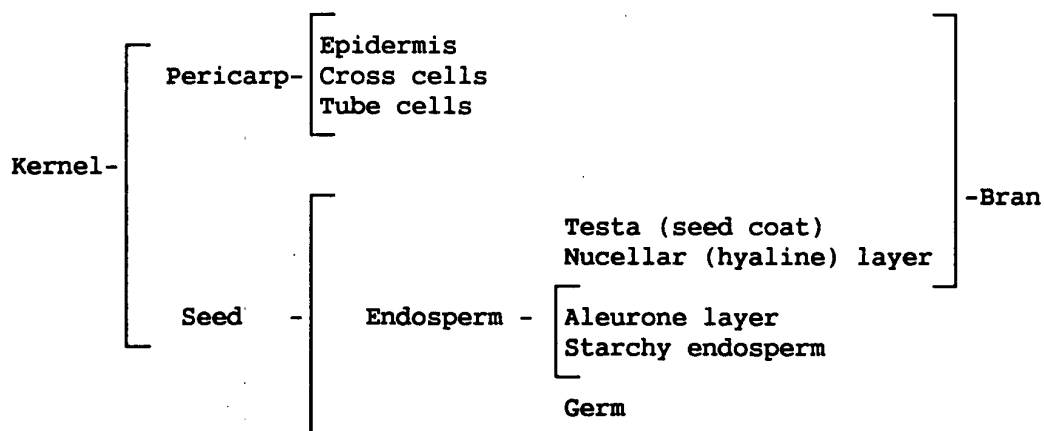 Epidermis
Pericarp- Cross cells
Tube cells
Kernel-
-Bran
Testa (seed coat)
Nucellar (hyaline) layer
Seed - Endosperm - Aleurone layer
Starchy endosperm
Germ